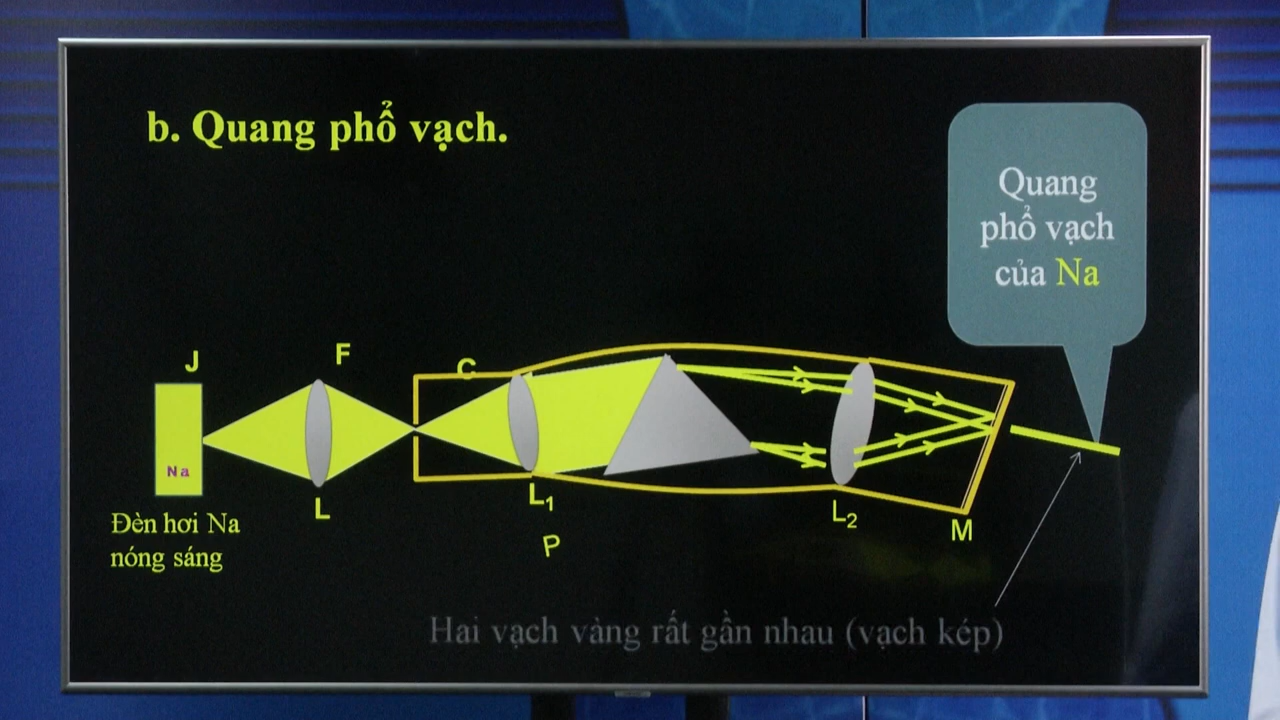 b. Quang phổ vạch.
Quang
phổ vạch
của Na
J
F
C
Na
L
L1
P
L2
M
Đèn hơi Na
nóng sáng
Hai vạch vàng rất gần nhau (vạch kép)